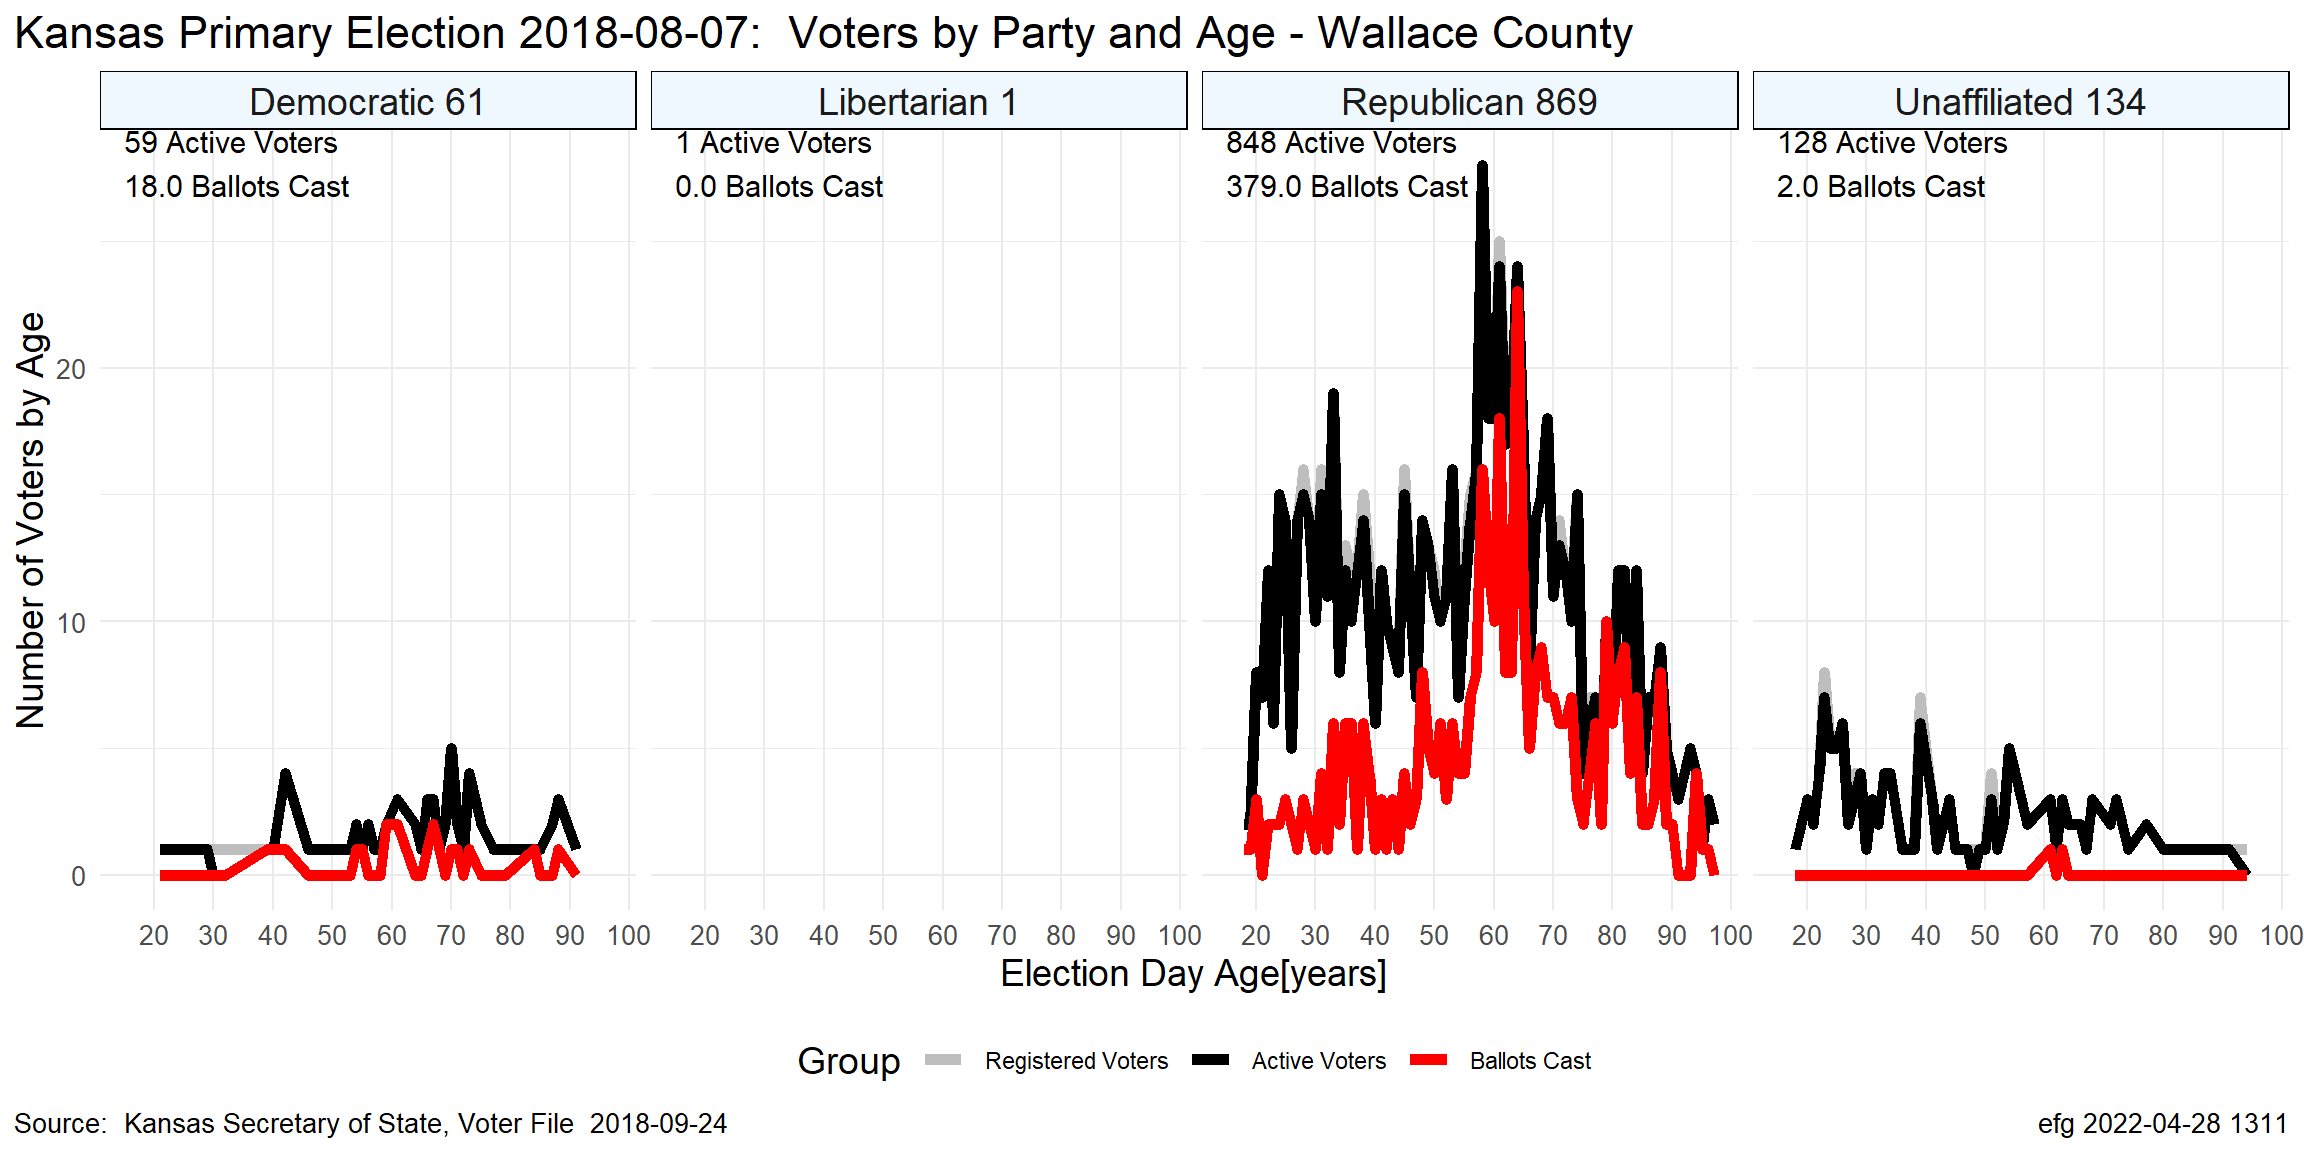 Kansas Primary Election 2018-08-07:  Voters by Party and Age - Wallace County
Democratic 61
Libertarian 1
Republican 869
Unaffiliated 134
59 Active Voters
18.0 Ballots Cast
1 Active Voters
0.0 Ballots Cast
848 Active Voters
379.0 Ballots Cast
128 Active Voters
2.0 Ballots Cast
Number of Voters by Age
20
10
0
20 30 40 50 60 70 80 90 100
20 30 40 50 60 70 80 90 100
20 30 40 50 60 70 80 90 100
20 30 40 50 60 70 80 90 100
Election Day Age[years]
Group Registered Voters Active Voters Ballots Cast
Source:  Kansas Secretary of State, Voter File  2018-09-24
efg 2022-04-28 1311